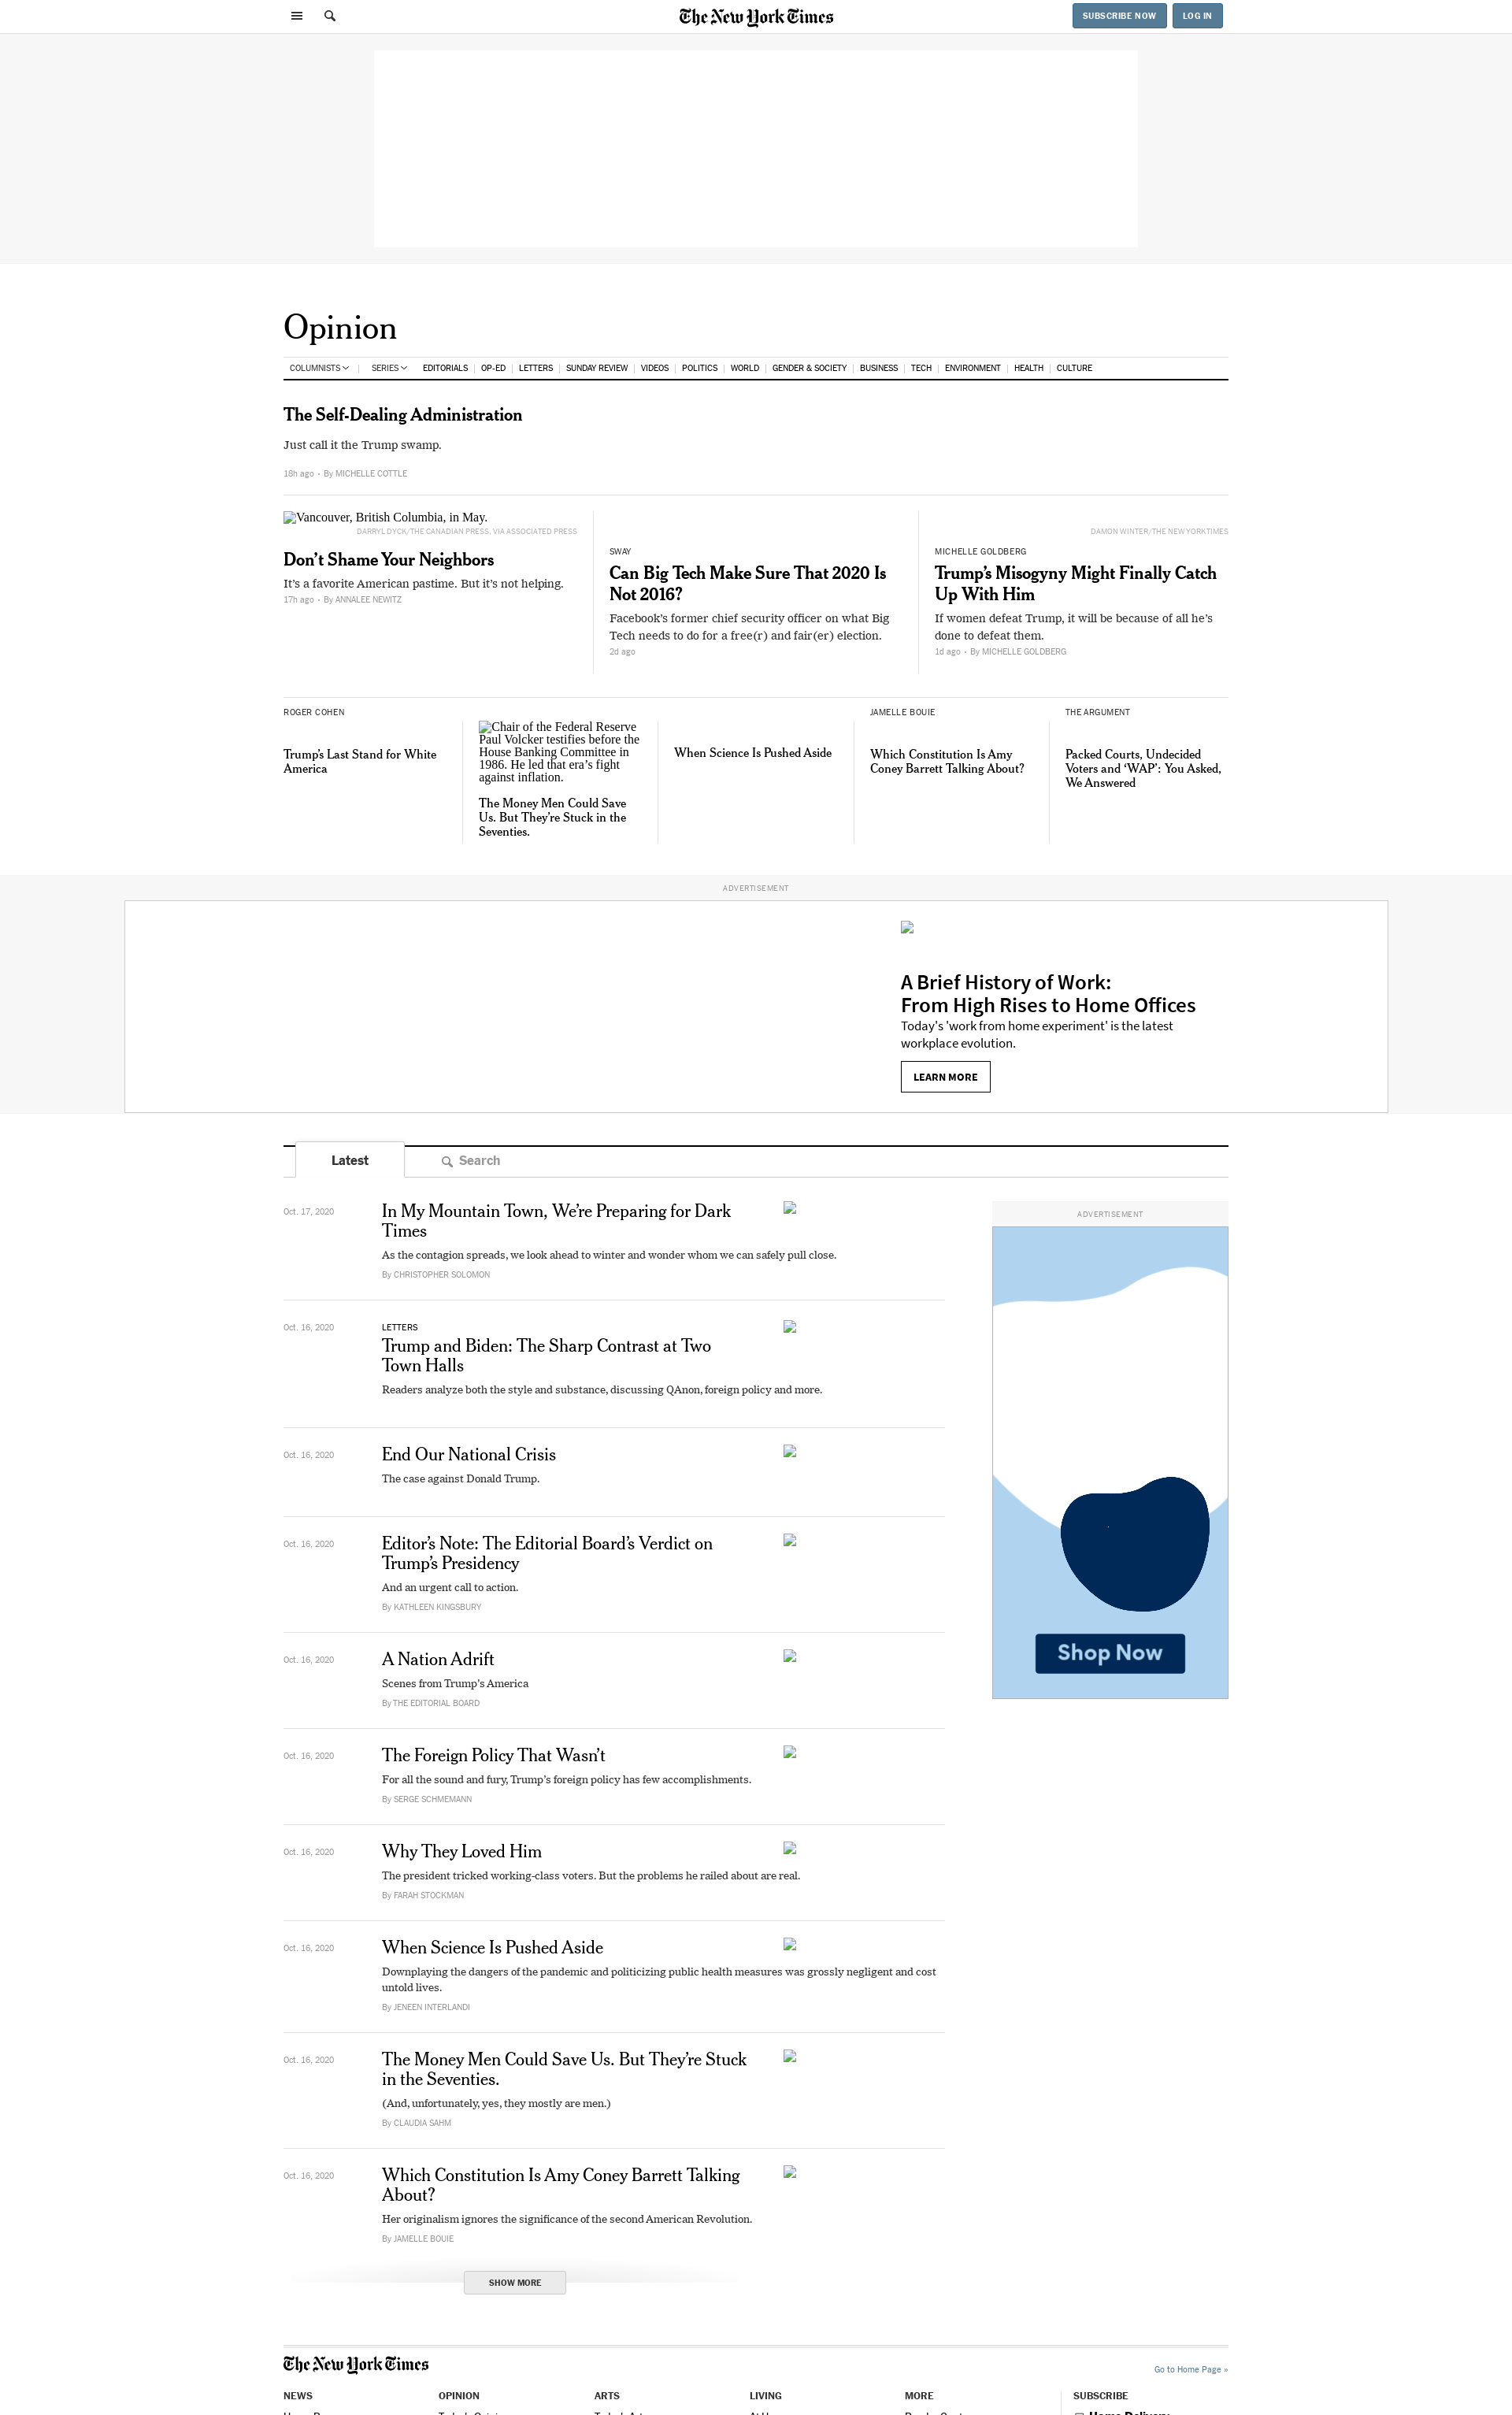 The New York Times
SUBSCRIBE NOW
LOG IN
Opinion
COLUMNISTS
SERIES
EDITORIALS
OP-ED
LETTERS
SUNDAY REVIEW
VIDEOS
POLITICS
WORLD
GENDER & SOCIETY
BUSINESS
TECH
ENVIRONMENT
HEALTH
CULTURE
The Self-Dealing Administration
Just call it the Trump swamp.
18h ago • By MICHELLE COTTLE
Vancouver, British Columbia, in May.
DARRYL DYCK/THE CANADIAN PRESS, VIA ASSOCIATED PRESS
Don’t Shame Your Neighbors
It’s a favorite American pastime. But it’s not helping.
17h ago • By ANNALEE NEWITZ
SWAY
Can Big Tech Make Sure That 2020 Is
Not 2016?
Facebook’s former chief security officer on what Big
Tech needs to do for a free(r) and fair(er) election.
2d ago
DAMON WINTER/THE NEW YORK TIMES
MICHELLE GOLDBERG
Trump’s Misogyny Might Finally Catch
Up With Him
If women defeat Trump, it will be because of all he’s
done to defeat them.
1d ago • By MICHELLE GOLDBERG
ROGER COHEN
Trump’s Last Stand for White
America
Chair of the Federal Reserve
Paul Volcker testifies before the
House Banking Committee in
1986. He led that era’s fight
against inflation.
The Money Men Could Save
Us. But They’re Stuck in the
Seventies.
When Science Is Pushed Aside
JAMELLE BOUIE
Which Constitution Is Amy
Coney Barrett Talking About?
THE ARGUMENT
Packed Courts, Undecided
Voters and ‘WAP’: You Asked,
We Answered
ADVERTISEMENT
A Brief History of Work:
From High Rises to Home Offices
Today's 'work from home experiment' is the latest
workplace evolution.
LEARN MORE
Latest
Search
Oct. 17, 2020
In My Mountain Town, We’re Preparing for Dark
Times
As the contagion spreads, we look ahead to winter and wonder whom we can safely pull close.
By CHRISTOPHER SOLOMON
ADVERTISEMENT
Shop Now
Oct. 16, 2020
LETTERS
Trump and Biden: The Sharp Contrast at Two
Town Halls
Readers analyze both the style and substance, discussing QAnon, foreign policy and more.
Oct. 16, 2020
End Our National Crisis
The case against Donald Trump.
Oct. 16, 2020
Editor’s Note: The Editorial Board’s Verdict on
Trump’s Presidency
And an urgent call to action.
By KATHLEEN KINGSBURY
Oct. 16, 2020
A Nation Adrift
Scenes from Trump's America
By THE EDITORIAL BOARD
Oct. 16, 2020
The Foreign Policy That Wasn’t
For all the sound and fury, Trump’s foreign policy has few accomplishments.
By SERGE SCHMEMANN
Oct. 16, 2020
Why They Loved Him
The president tricked working-class voters. But the problems he railed about are real.
By FARAH STOCKMAN
Oct. 16, 2020
When Science Is Pushed Aside
Downplaying the dangers of the pandemic and politicizing public health measures was grossly negligent and cost
untold lives.
By JENEEN INTERLANDI
Oct. 16, 2020
The Money Men Could Save Us. But They’re Stuck
in the Seventies.
(And, unfortunately, yes, they mostly are men.)
By CLAUDIA SAHM
Oct. 16, 2020
Which Constitution Is Amy Coney Barrett Talking
About?
Her originalism ignores the significance of the second American Revolution.
By JAMELLE BOUIE
SHOW MORE
The New York Times
Go to Home Page »
NEWS
OPINION
ARTS
LIVING
MORE
SUBSCRIBE